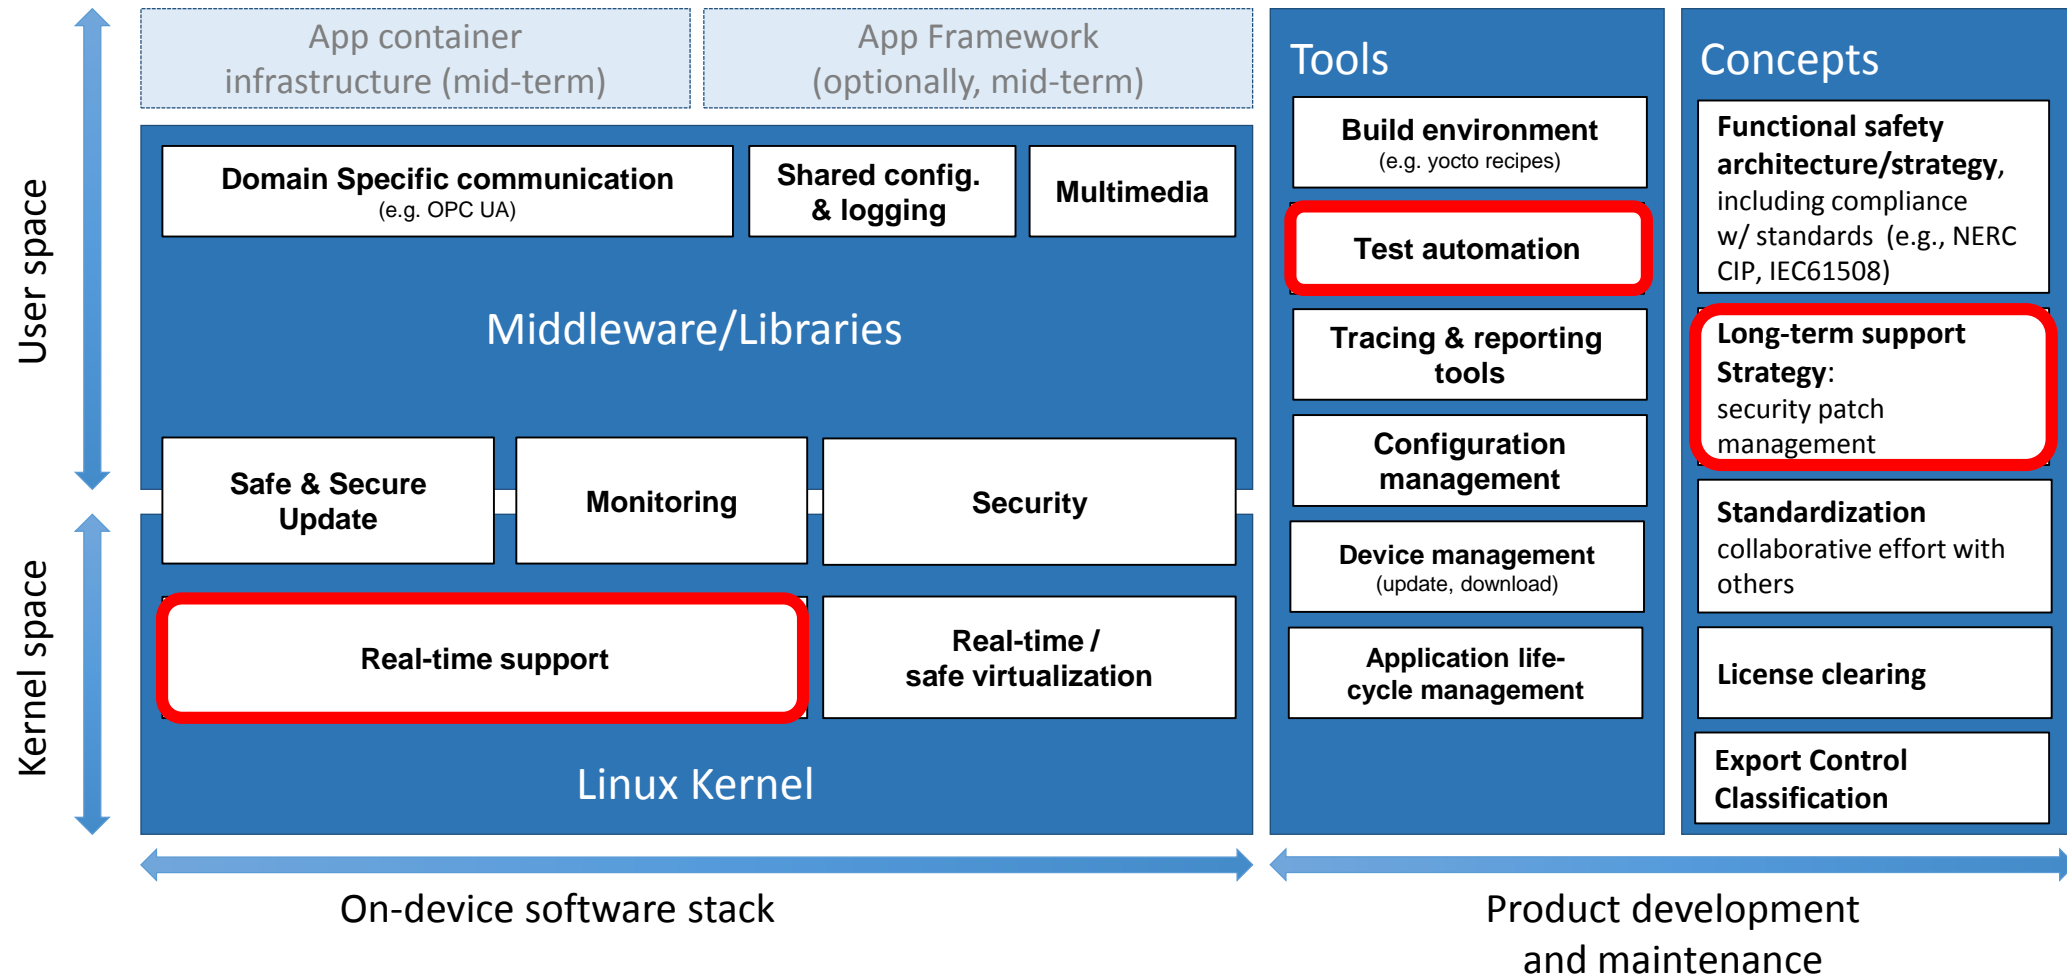 App container
infrastructure (mid-term)
App Framework
(optionally, mid-term)
User space
Domain Specific communication
(e.g. OPC UA)
Shared config.
& logging
Multimedia
Middleware/Libraries
Safe & Secure
Update
Monitoring
Security
Kernel space
Real-time support
Real-time /
safe virtualization
Linux Kernel
On-device software stack
Tools
Build environment
(e.g. yocto recipes)
Test automation
Tracing & reporting
tools
Configuration
management
Device management
(update, download)
Application life-
cycle management
Concepts
Functional safety
architecture/strategy,
including compliance
w/ standards (e.g., NERC
CIP, IEC61508)
Long-term support
Strategy:
security patch
management
Standardization
collaborative effort with
others
License clearing
Export Control
Classification
Product development
and maintenance